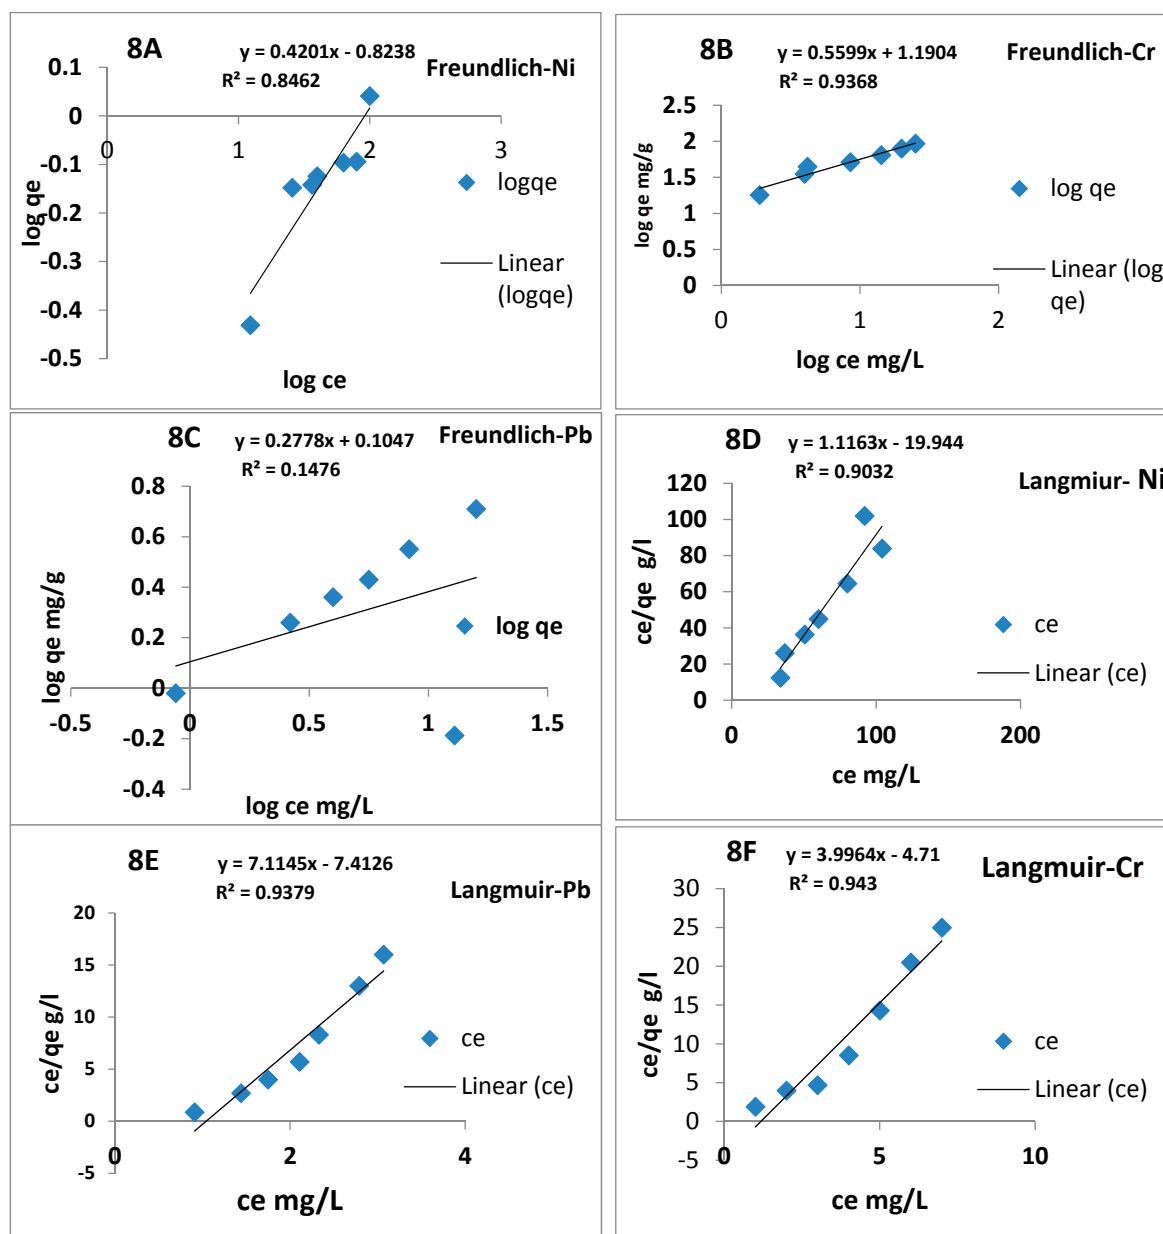 8A
y = 0.4201x - 0.8238
R² = 0.8462
Freundlich-Ni
0.1
0
-0.1
-0.2
-0.3
-0.4
-0.5
0
1
2
3
log qe
log ce
logqe
Linear
(logqe)
8B
y = 0.5599x + 1.1904
R² = 0.9368
Freundlich-Cr
2.5
2
1.5
1
0.5
0
0
1
2
log qe mg/g
log ce mg/L
log qe
Linear (log
qe)
8C
y = 0.2778x + 0.1047
R² = 0.1476
Freundlich-Pb
0.8
0.6
0.4
0.2
0
-0.2
-0.4
-0.5
0
0.5
1
1.5
log qe mg/g
log ce mg/L
log qe
8D
y = 1.1163x - 19.944
R² = 0.9032
Langmiur- Ni
120
100
80
60
40
20
0
0
100
200
ce/qe g/l
ce mg/L
ce
Linear (ce)
8E
y = 7.1145x - 7.4126
R² = 0.9379
Langmuir-Pb
20
15
10
5
0
-5
0
2
4
ce/qe g/l
ce mg/L
ce
Linear (ce)
8F
y = 3.9964x - 4.71
R² = 0.943
Langmuir-Cr
30
25
20
15
10
5
0
-5
0
5
10
ce/qe g/l
ce mg/L
ce
Linear (ce)